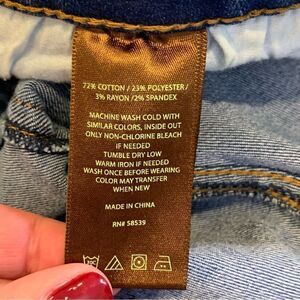 72% COTTON / 23% POLYESTER /
3% RAYON /2% SPANDEX
MACHINE WASH COLD WITH
SIMILAR COLORS, INSIDE OUT
ONLY NON-CHLORINE BLEACH
IF NEEDED
TUMBLE DRY LOW
WARM IRON IF NEEDED
WASH ONCE BEFORE WEARING
COLOR MAY TRANSFER
WHEN NEW
MADE IN CHINA
RN# 58539